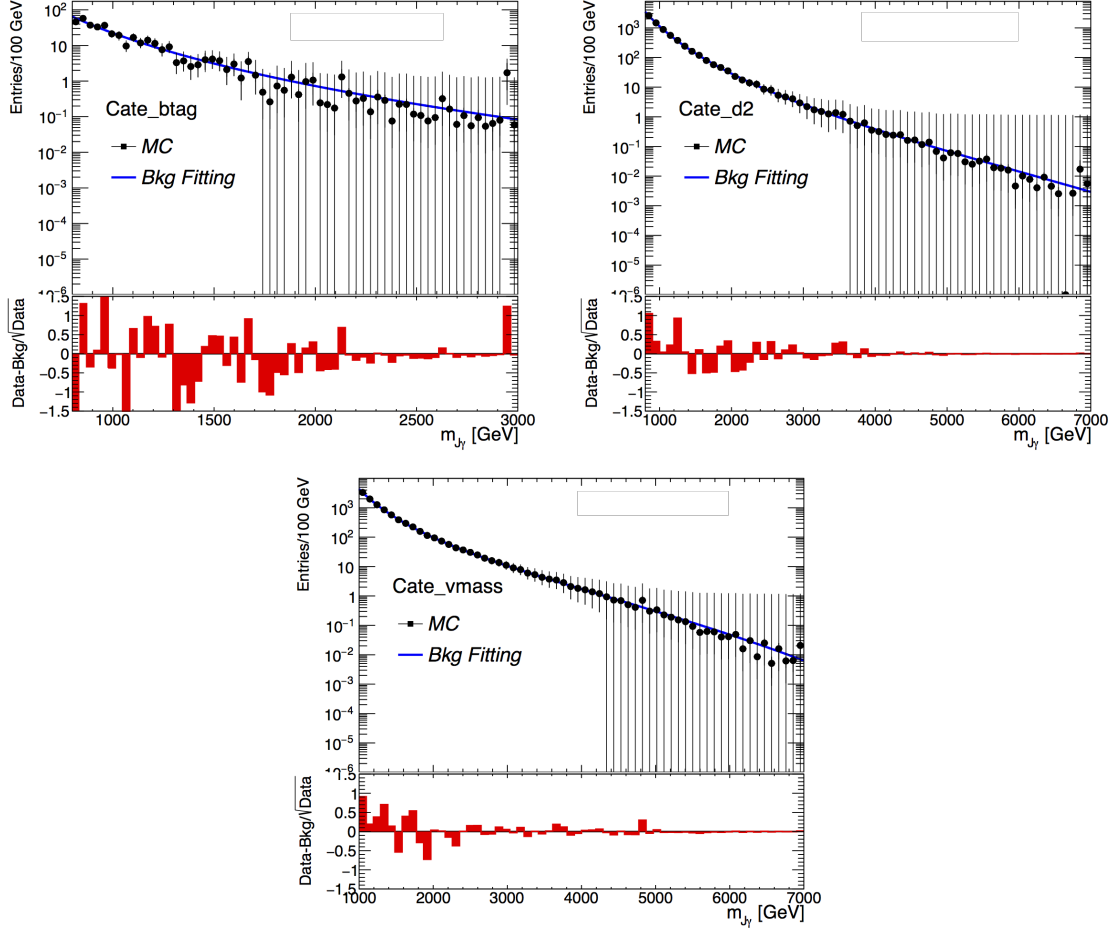 Entries/100 GeV
10²
10
1
10⁻¹
10⁻²
10⁻³
10⁻⁴
10⁻⁵
10⁻⁶
Cate_btag
MC
Bkg Fitting
Data-Bkg/√Data
1.5
1
0.5
0
−0.5
−1
−1.5
1000 1500 2000 2500 3000
m_Jγ [GeV]
Entries/100 GeV
10³
10²
10
1
10⁻¹
10⁻²
10⁻³
10⁻⁴
10⁻⁵
10⁻⁶
Cate_d2
MC
Bkg Fitting
Data-Bkg/√Data
1.5
1
0.5
0
−0.5
−1
−1.5
1000 2000 3000 4000 5000 6000 7000
m_Jγ [GeV]
Entries/100 GeV
10³
10²
10
1
10⁻¹
10⁻²
10⁻³
10⁻⁴
10⁻⁵
10⁻⁶
Cate_vmass
MC
Bkg Fitting
Data-Bkg/√Data
1.5
1
0.5
0
−0.5
−1
−1.5
1000 2000 3000 4000 5000 6000 7000
m_Jγ [GeV]